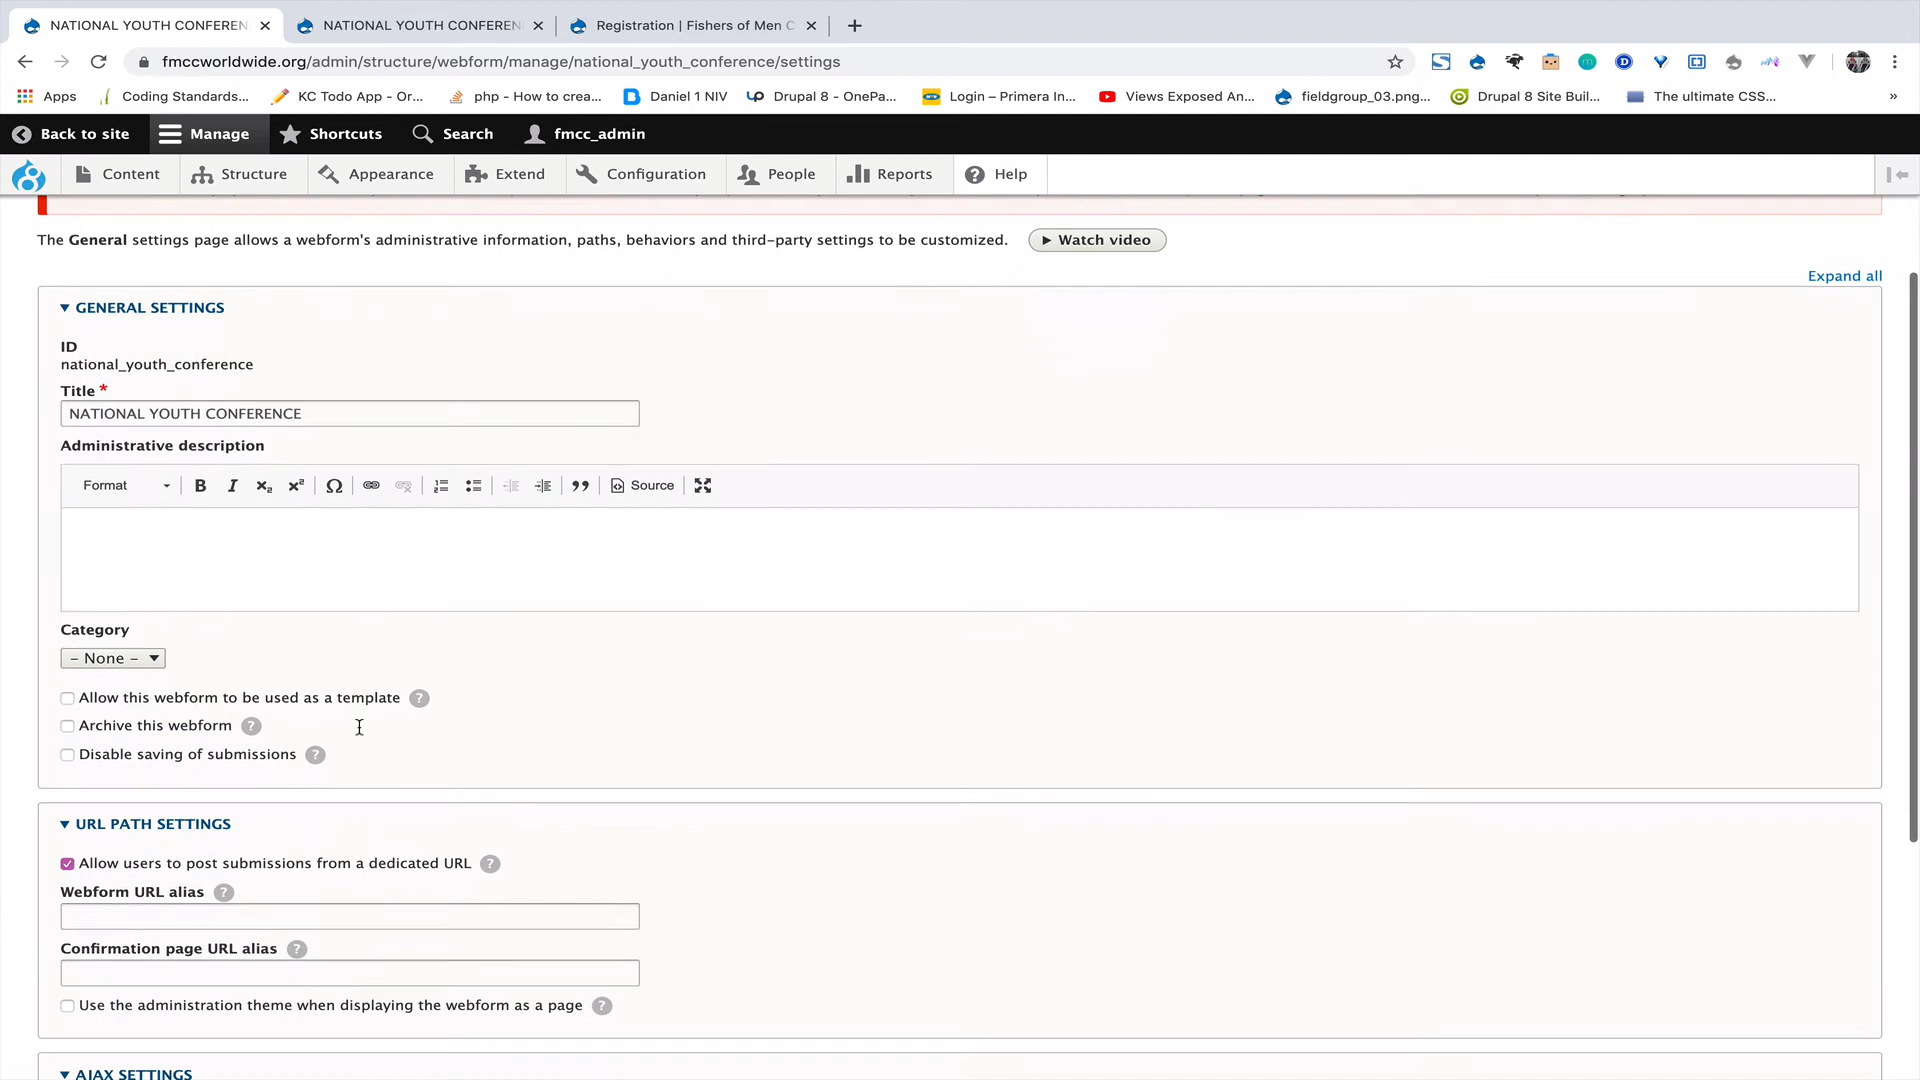 NATIONAL YOUTH CONFEREN
NATIONAL YOUTH CONFEREN
Registration | Fishers of Men C
fmccworldwide.org/admin/structure/webform/manage/national_youth_conference/settings
Apps
Coding Standards...
KC Todo App - Or...
php - How to crea...
Daniel 1 NIV
Drupal 8 - OnePa...
Login – Primera In...
Views Exposed An...
fieldgroup_03.png...
Drupal 8 Site Buil...
The ultimate CSS...
»
Back to site
Manage
Shortcuts
Search
fmcc_admin
Content
Structure
Appearance
Extend
Configuration
People
Reports
Help
The General settings page allows a webform's administrative information, paths, behaviors and third-party settings to be customized.
Watch video
Expand all
GENERAL SETTINGS
ID
national_youth_conference
Title *
NATIONAL YOUTH CONFERENCE
Administrative description
Format
B I x₂ x² Ω
Source
Category
– None –
Allow this webform to be used as a template ?
Archive this webform ?
Disable saving of submissions ?
URL PATH SETTINGS
Allow users to post submissions from a dedicated URL ?
Webform URL alias ?
Confirmation page URL alias ?
Use the administration theme when displaying the webform as a page ?
AJAX SETTINGS